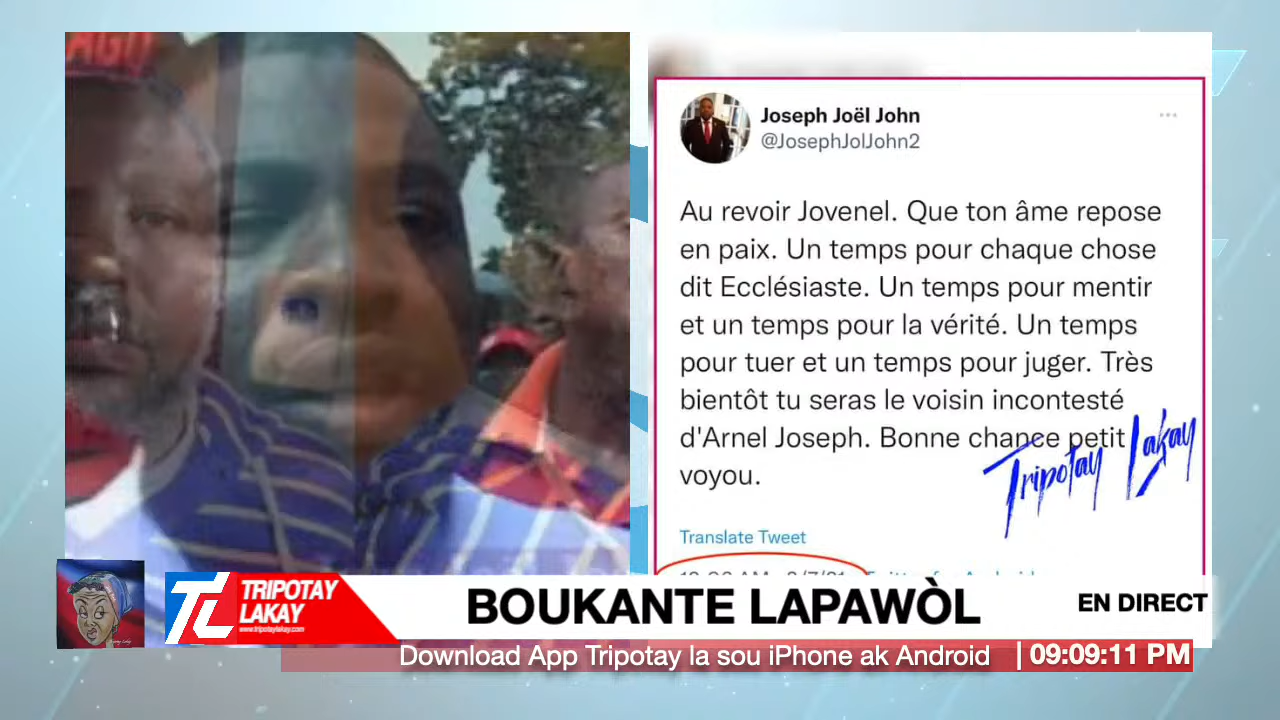 AGO
Joseph Joël John
@JosephJolJohn2
Au revoir Jovenel. Que ton âme repose
en paix. Un temps pour chaque chose
dit Ecclésiaste. Un temps pour mentir
et un temps pour la vérité. Un temps
pour tuer et un temps pour juger. Très
bientôt tu seras le voisin incontesté
d'Arnel Joseph. Bonne chance petit
voyou.
Tripotay Lakay
Translate Tweet
TL
TRIPOTAY
LAKAY
www.tripotaylakay.com
BOUKANTE LAPAWÒL
EN DIRECT
Download App Tripotay la sou iPhone ak Android
09:09:11 PM